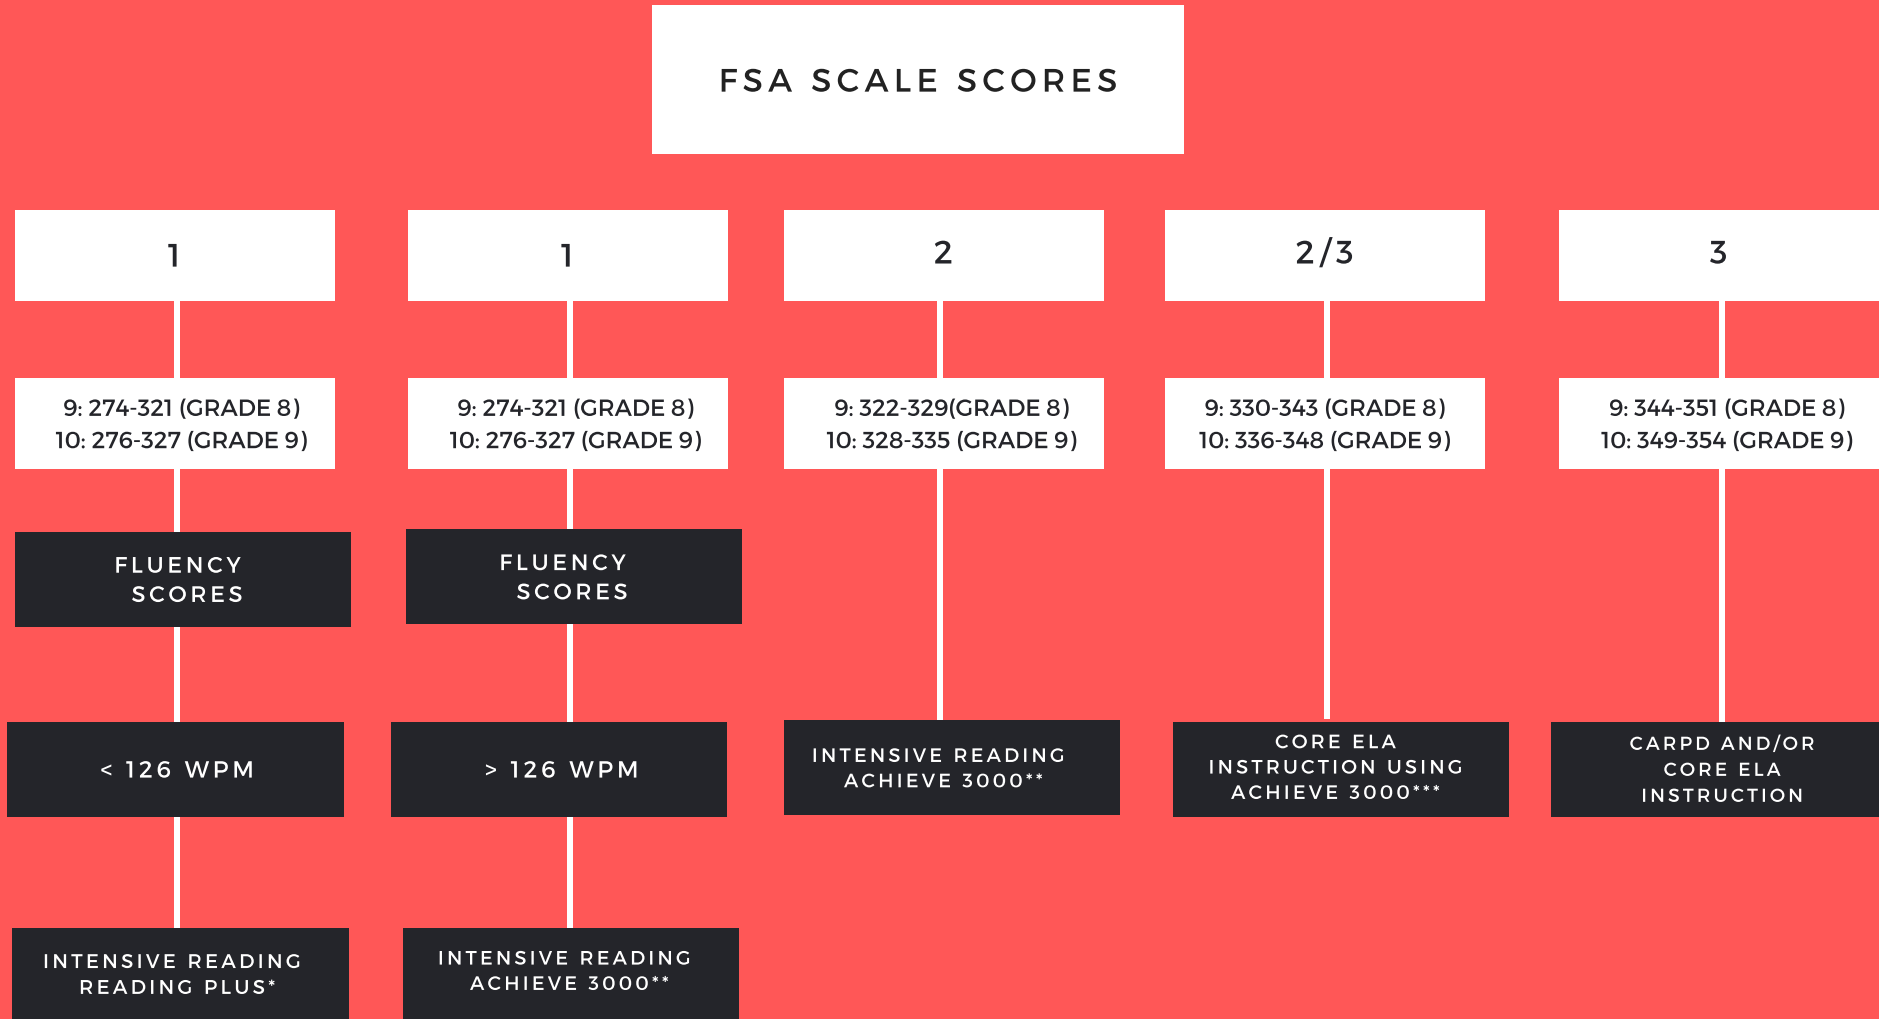 FSA SCALE SCORES
1
1
2
2/3
3
9: 274-321 (GRADE 8)
10: 276-327 (GRADE 9)
9: 274-321 (GRADE 8)
10: 276-327 (GRADE 9)
9: 322-329(GRADE 8)
10: 328-335 (GRADE 9)
9: 330-343 (GRADE 8)
10: 336-348 (GRADE 9)
9: 344-351 (GRADE 8)
10: 349-354 (GRADE 9)
FLUENCY
SCORES
FLUENCY
SCORES
< 126 WPM
> 126 WPM
INTENSIVE READING
ACHIEVE 3000**
CORE ELA
INSTRUCTION USING
ACHIEVE 3000***
CARPD AND/OR
CORE ELA
INSTRUCTION
INTENSIVE READING
READING PLUS*
INTENSIVE READING
ACHIEVE 3000**